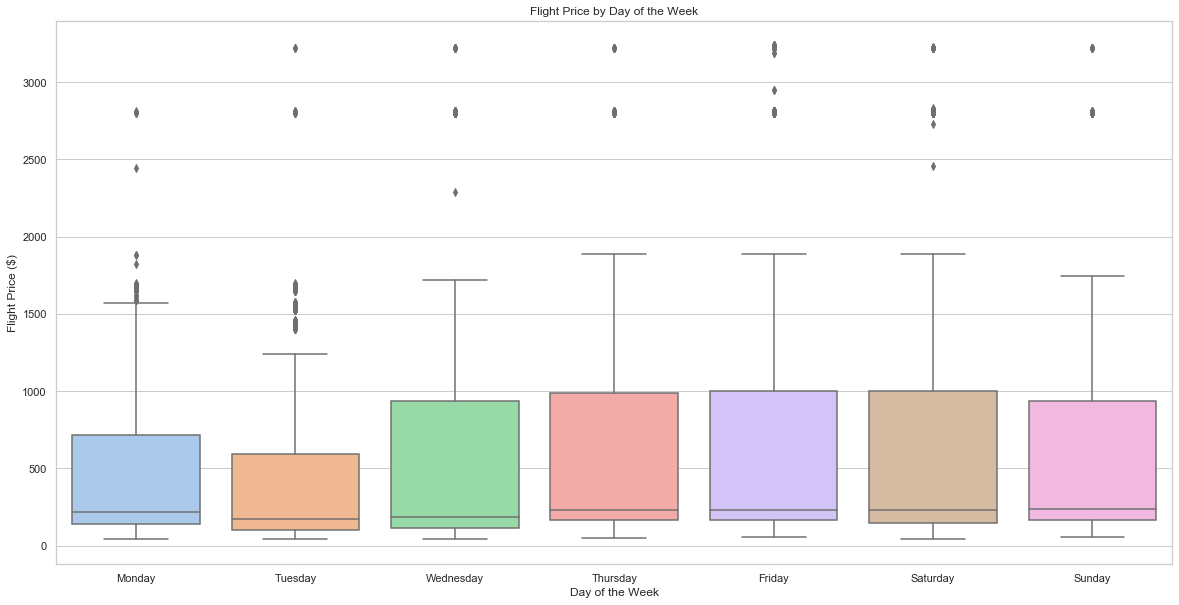 Flight Price by Day of the Week
Flight Price ($)
3000
2500
2000
1500
1000
500
0
Monday Tuesday Wednesday Thursday Friday Saturday Sunday
Day of the Week